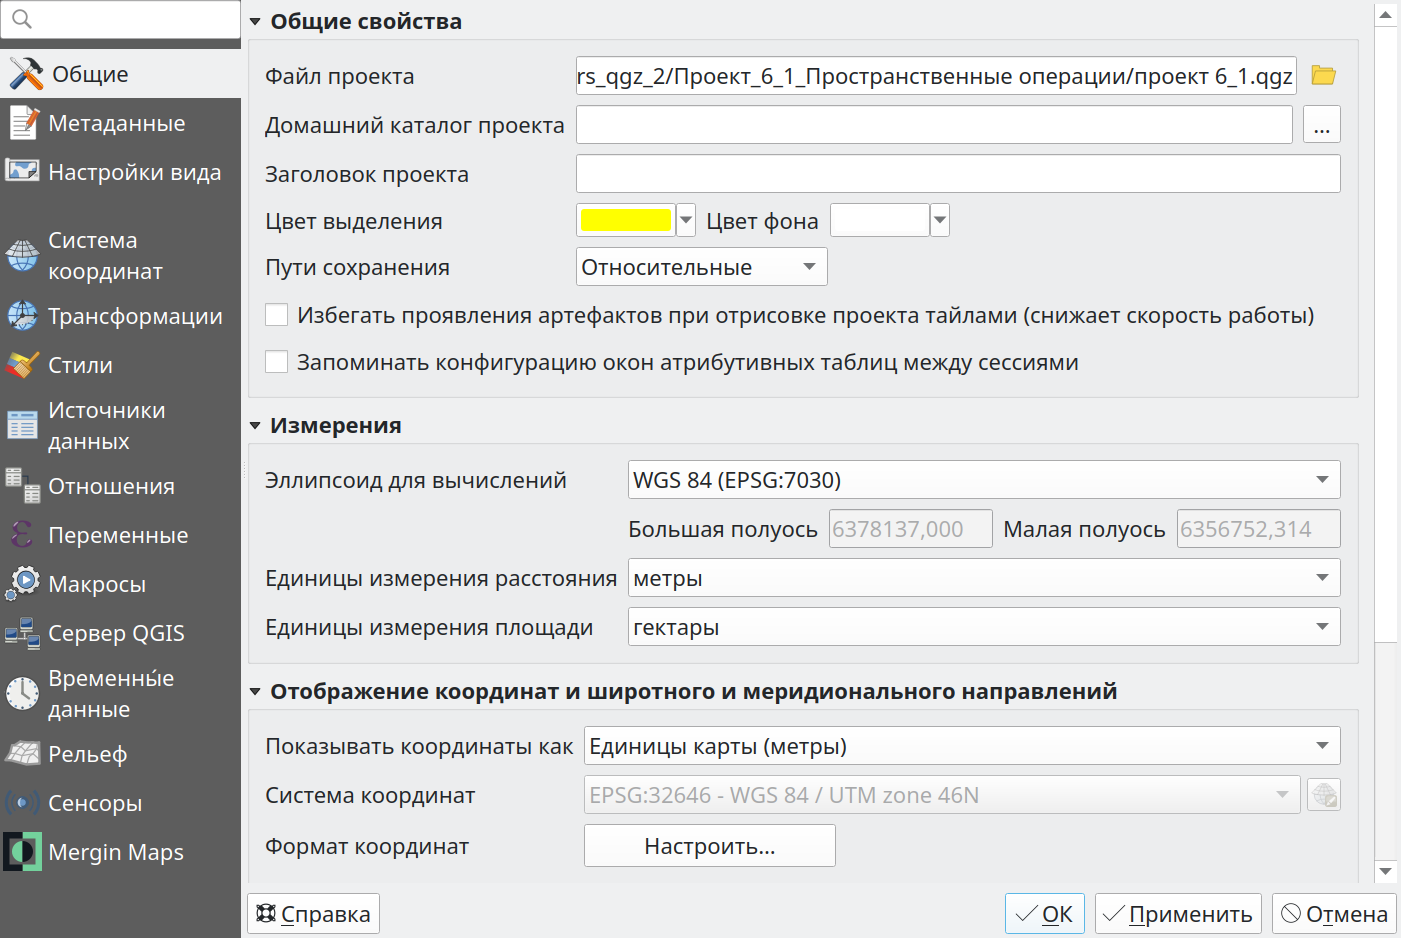 Общие
Метаданные
Настройки вида
Система
координат
Трансформации
Стили
Источники
данных
Отношения
Переменные
Макросы
Сервер QGIS
Временны́е
данные
Рельеф
Сенсоры
Mergin Maps
Общие свойства
Файл проекта rs_qgz_2/Проект_6_1_Пространственные операции/проект 6_1.qgz
Домашний каталог проекта ...
Заголовок проекта
Цвет выделения Цвет фона
Пути сохранения Относительные
Избегать проявления артефактов при отрисовке проекта тайлами (снижает скорость работы)
Запоминать конфигурацию окон атрибутивных таблиц между сессиями
Измерения
Эллипсоид для вычислений WGS 84 (EPSG:7030)
Большая полуось 6378137,000 Малая полуось 6356752,314
Единицы измерения расстояния метры
Единицы измерения площади гектары
Отображение координат и широтного и меридионального направлений
Показывать координаты как Единицы карты (метры)
Система координат EPSG:32646 - WGS 84 / UTM zone 46N
Формат координат Настроить...
Справка ОК Применить Отмена